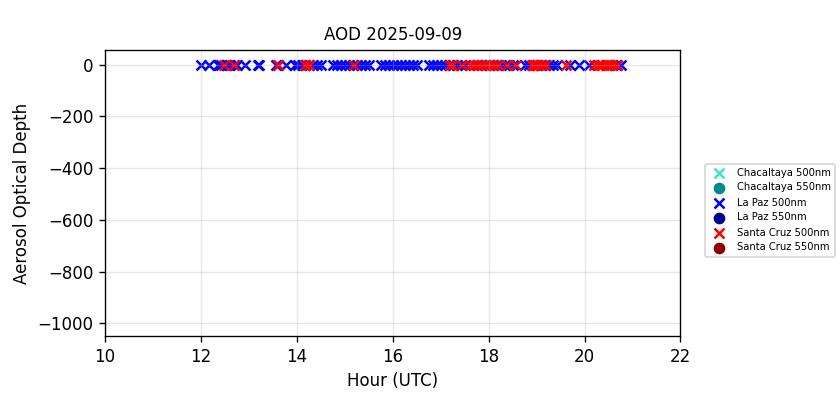 AOD 2025-09-09
0
−200
−400
−600
−800
−1000
Aerosol Optical Depth
10 12 14 16 18 20 22
Hour (UTC)
Chacaltaya 500nm
Chacaltaya 550nm
La Paz 500nm
La Paz 550nm
Santa Cruz 500nm
Santa Cruz 550nm